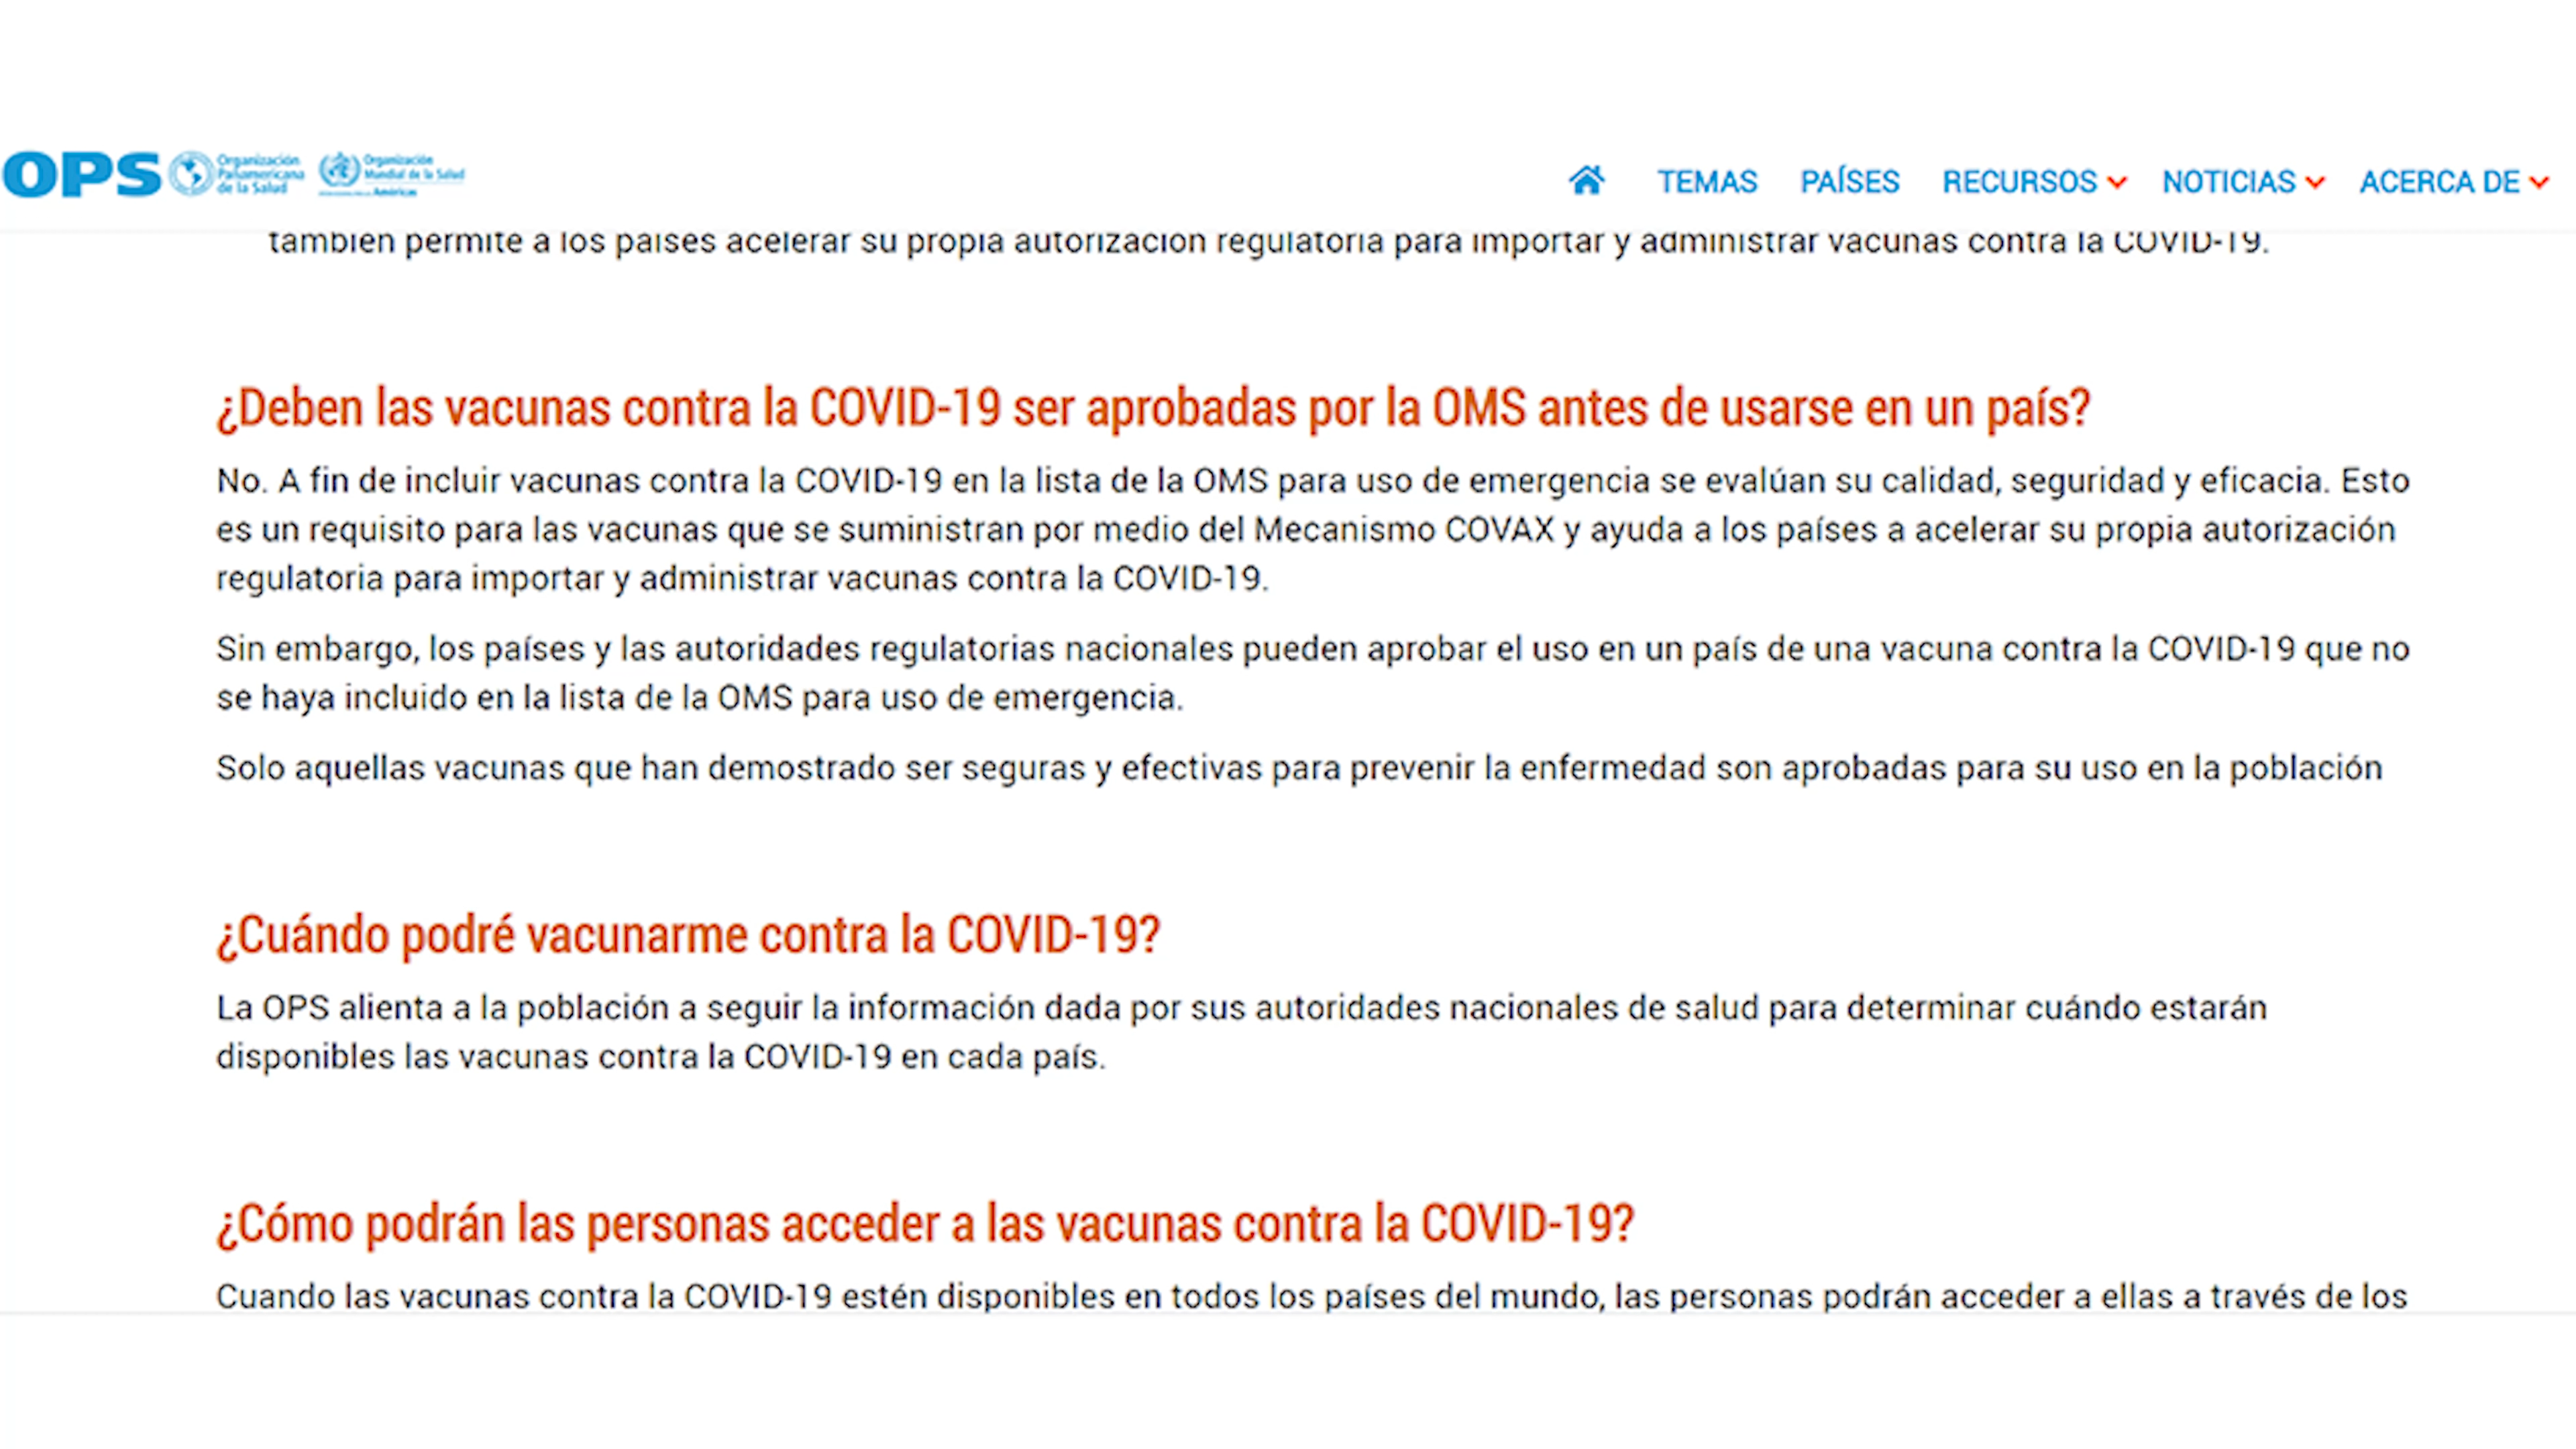 OPS
Organización
Panamericana
de la Salud
Organización
Mundial de la Salud
Américas
TEMAS PAÍSES RECURSOS NOTICIAS ACERCA DE
también permite a los países acelerar su propia autorización regulatoria para importar y administrar vacunas contra la COVID-19.
¿Deben las vacunas contra la COVID-19 ser aprobadas por la OMS antes de usarse en un país?
No. A fin de incluir vacunas contra la COVID-19 en la lista de la OMS para uso de emergencia se evalúan su calidad, seguridad y eficacia. Esto
es un requisito para las vacunas que se suministran por medio del Mecanismo COVAX y ayuda a los países a acelerar su propia autorización
regulatoria para importar y administrar vacunas contra la COVID-19.
Sin embargo, los países y las autoridades regulatorias nacionales pueden aprobar el uso en un país de una vacuna contra la COVID-19 que no
se haya incluido en la lista de la OMS para uso de emergencia.
Solo aquellas vacunas que han demostrado ser seguras y efectivas para prevenir la enfermedad son aprobadas para su uso en la población
¿Cuándo podré vacunarme contra la COVID-19?
La OPS alienta a la población a seguir la información dada por sus autoridades nacionales de salud para determinar cuándo estarán
disponibles las vacunas contra la COVID-19 en cada país.
¿Cómo podrán las personas acceder a las vacunas contra la COVID-19?
Cuando las vacunas contra la COVID-19 estén disponibles en todos los países del mundo, las personas podrán acceder a ellas a través de los